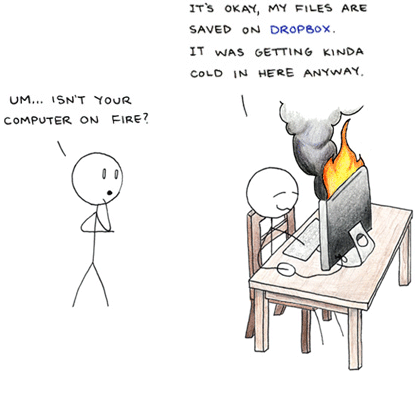 UM... ISN'T YOUR
COMPUTER ON FIRE?
IT'S OKAY, MY FILES ARE
SAVED ON DROPBOX.
IT WAS GETTING KINDA
COLD IN HERE ANYWAY.